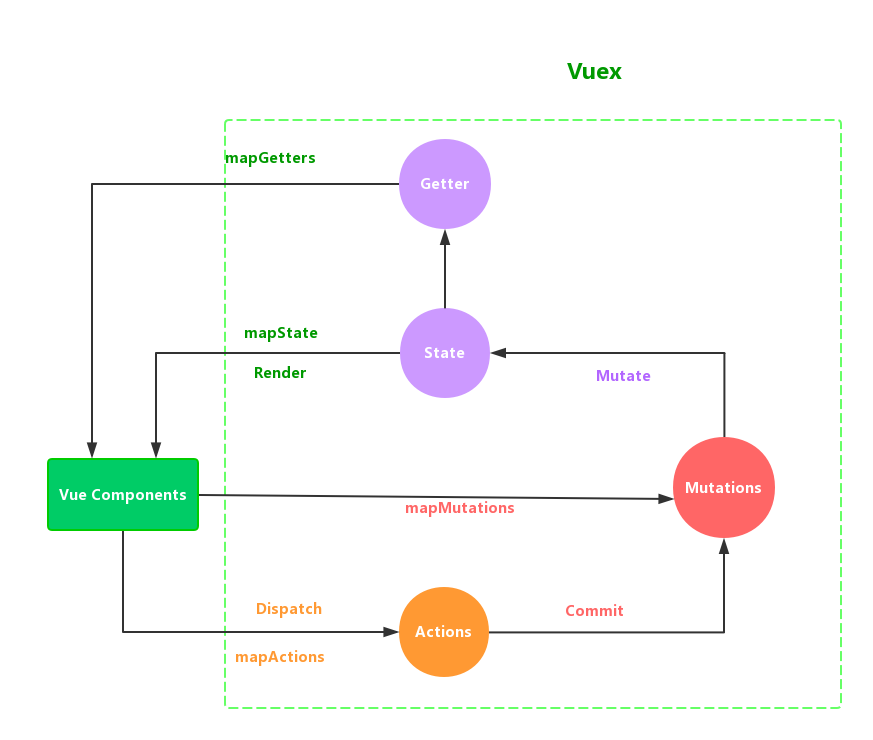 Vuex
mapGetters
Getter
mapState
State
Render
Mutate
Vue Components
Mutations
mapMutations
Dispatch
Commit
Actions
mapActions